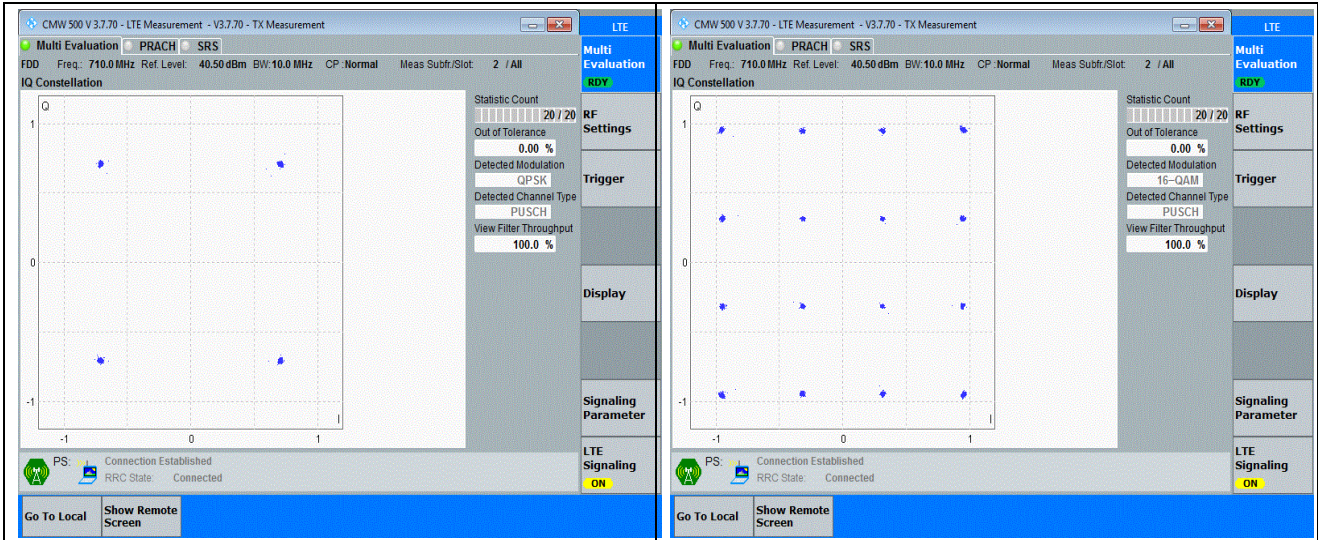 CMW 500 V 3.7.70 - LTE Measurement - V3.7.70 - TX Measurement
LTE
Multi Evaluation PRACH SRS
Multi Evaluation
RDY
FDD Freq.: 710.0 MHz Ref. Level: 40.50 dBm BW: 10.0 MHz CP :Normal Meas Subfr./Slot: 2 / All
IQ Constellation
Q
1
0
-1
-1 0 1
I
Statistic Count
20 / 20
Out of Tolerance
0.00 %
Detected Modulation
QPSK
Detected Channel Type
PUSCH
View Filter Throughput
100.0 %
RF Settings
Trigger
Display
Signaling Parameter
LTE Signaling
ON
PS: Connection Established
RRC State: Connected
Go To Local
Show Remote Screen
CMW 500 V 3.7.70 - LTE Measurement - V3.7.70 - TX Measurement
LTE
Multi Evaluation PRACH SRS
Multi Evaluation
RDY
FDD Freq.: 710.0 MHz Ref. Level: 40.50 dBm BW: 10.0 MHz CP :Normal Meas Subfr./Slot: 2 / All
IQ Constellation
Q
1
0
-1
-1 0 1
I
Statistic Count
20 / 20
Out of Tolerance
0.00 %
Detected Modulation
16-QAM
Detected Channel Type
PUSCH
View Filter Throughput
100.0 %
RF Settings
Trigger
Display
Signaling Parameter
LTE Signaling
ON
PS: Connection Established
RRC State: Connected
Go To Local
Show Remote Screen